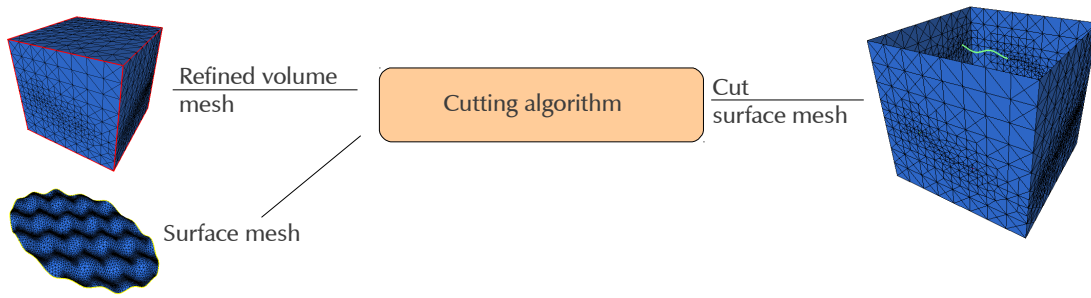 Refined volume
mesh
Cutting algorithm
Cut
surface mesh
Surface mesh